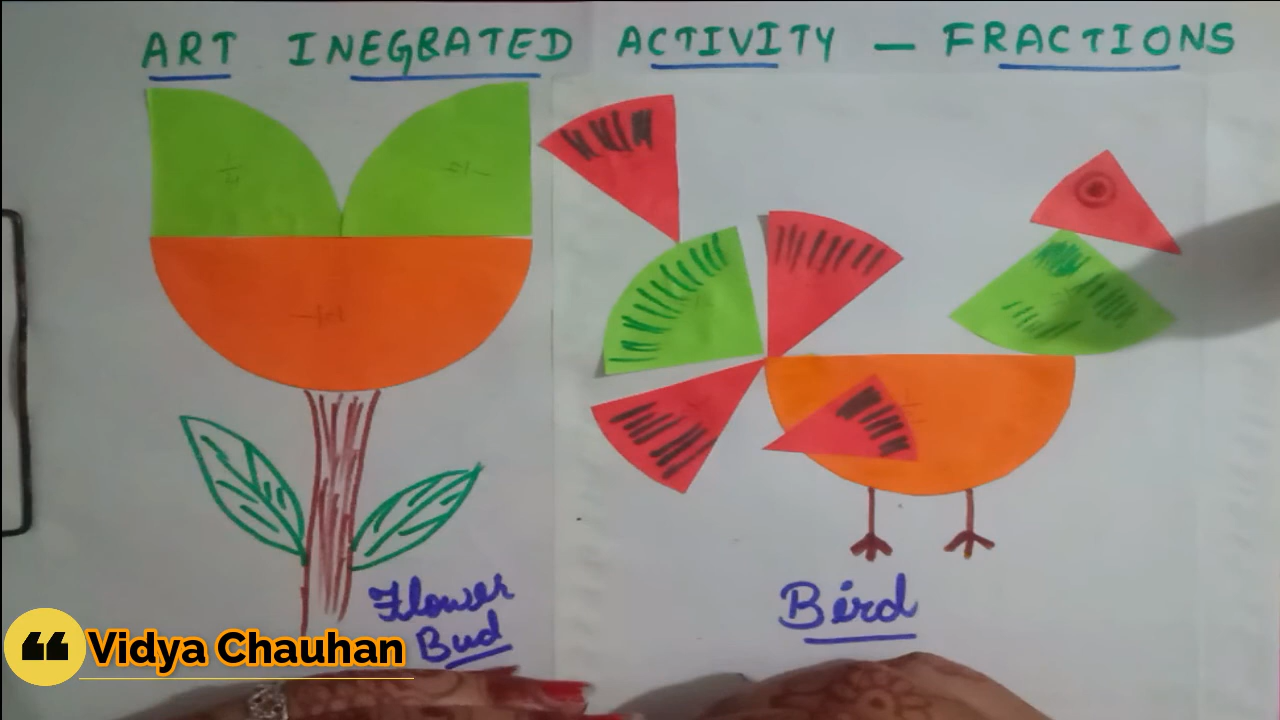 ART INEGRATED ACTIVITY — FRACTIONS
Flower
Bud
Bird
Vidya Chauhan